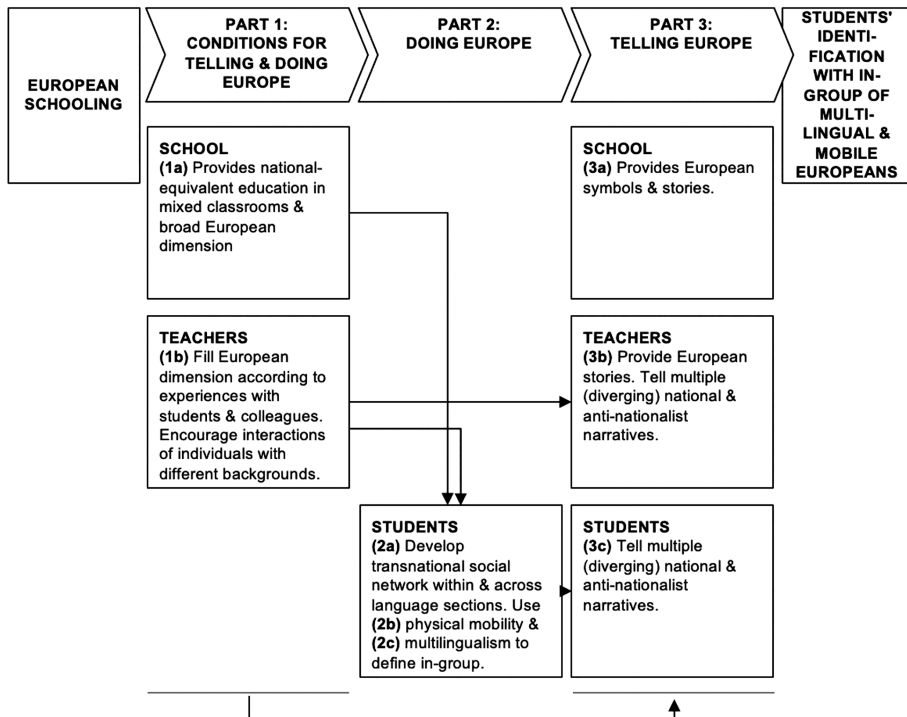 EUROPEAN
SCHOOLING
PART 1:
CONDITIONS FOR
TELLING & DOING
EUROPE
PART 2:
DOING EUROPE
PART 3:
TELLING EUROPE
STUDENTS'
IDENTI-
FICATION
WITH IN-
GROUP OF
MULTI-
LINGUAL &
MOBILE
EUROPEANS
SCHOOL
(1a) Provides national-
equivalent education in
mixed classrooms &
broad European
dimension
SCHOOL
(3a) Provides European
symbols & stories.
TEACHERS
(1b) Fill European
dimension according to
experiences with
students & colleagues.
Encourage interactions
of individuals with
different backgrounds.
TEACHERS
(3b) Provide European
stories. Tell multiple
(diverging) national &
anti-nationalist
narratives.
STUDENTS
(2a) Develop
transnational social
network within & across
language sections. Use
(2b) physical mobility &
(2c) multilingualism to
define in-group.
STUDENTS
(3c) Tell multiple
(diverging) national &
anti-nationalist
narratives.